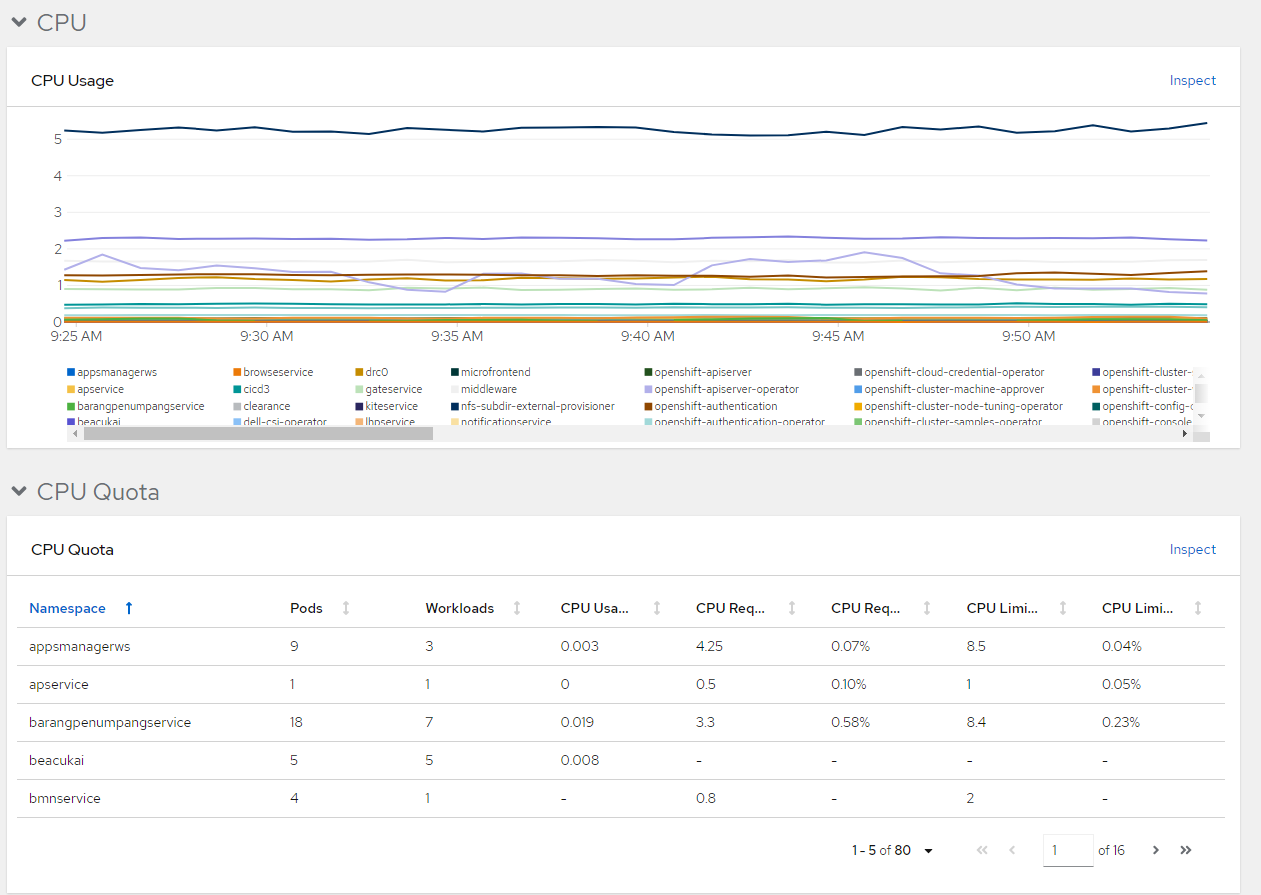 CPU
CPU Usage Inspect
5
4
3
2
1
0
9:25 AM 9:30 AM 9:35 AM 9:40 AM 9:45 AM 9:50 AM
appsmanagerws browseservice drc0 microfrontend openshift-apiserver openshift-cloud-credential-operator openshift-cluster-
apservice cicd3 gateservice middleware openshift-apiserver-operator openshift-cluster-machine-approver openshift-cluster-
barangpenumpangservice clearance kiteservice nfs-subdir-external-provisioner openshift-authentication openshift-cluster-node-tuning-operator openshift-config-
beacukai dell-csi-operator lhpservice notificationservice openshift-authentication-operator openshift-cluster-samples-operator openshift-console
CPU Quota
CPU Quota Inspect
Namespace Pods Workloads CPU Usa... CPU Req... CPU Req... CPU Limi... CPU Limi...
appsmanagerws 9 3 0.003 4.25 0.07% 8.5 0.04%
apservice 1 1 0 0.5 0.10% 1 0.05%
barangpenumpangservice 18 7 0.019 3.3 0.58% 8.4 0.23%
beacukai 5 5 0.008 - - - -
bmnservice 4 1 - 0.8 - 2 -
1 - 5 of 80 1 of 16